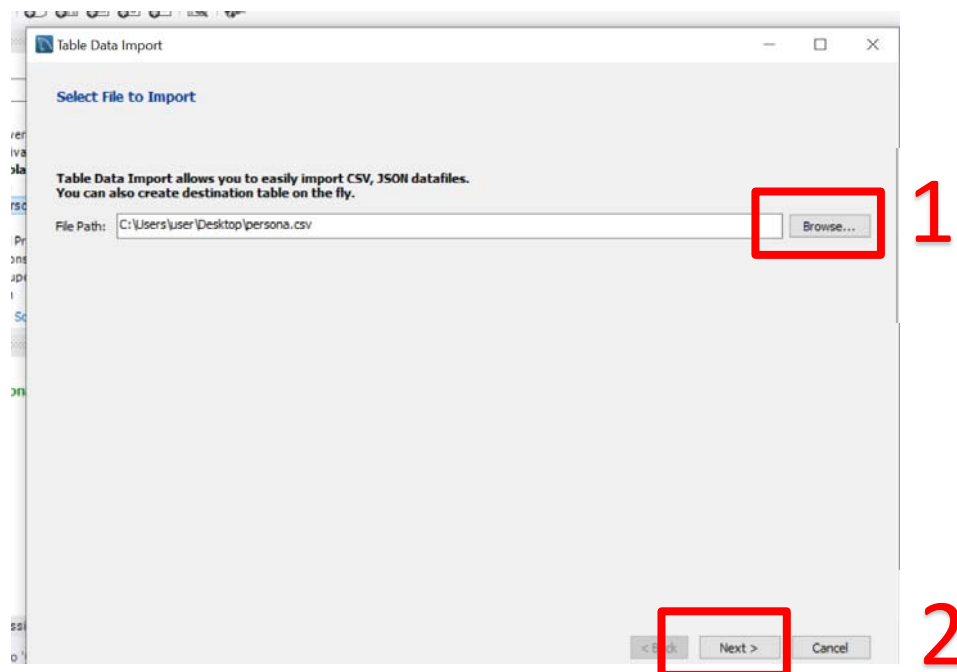 Table Data Import
Select File to Import
Table Data Import allows you to easily import CSV, JSON datafiles.
You can also create destination table on the fly.
File Path: C:\Users\user\Desktop\persona.csv Browse...
1
< Back Next > Cancel
2